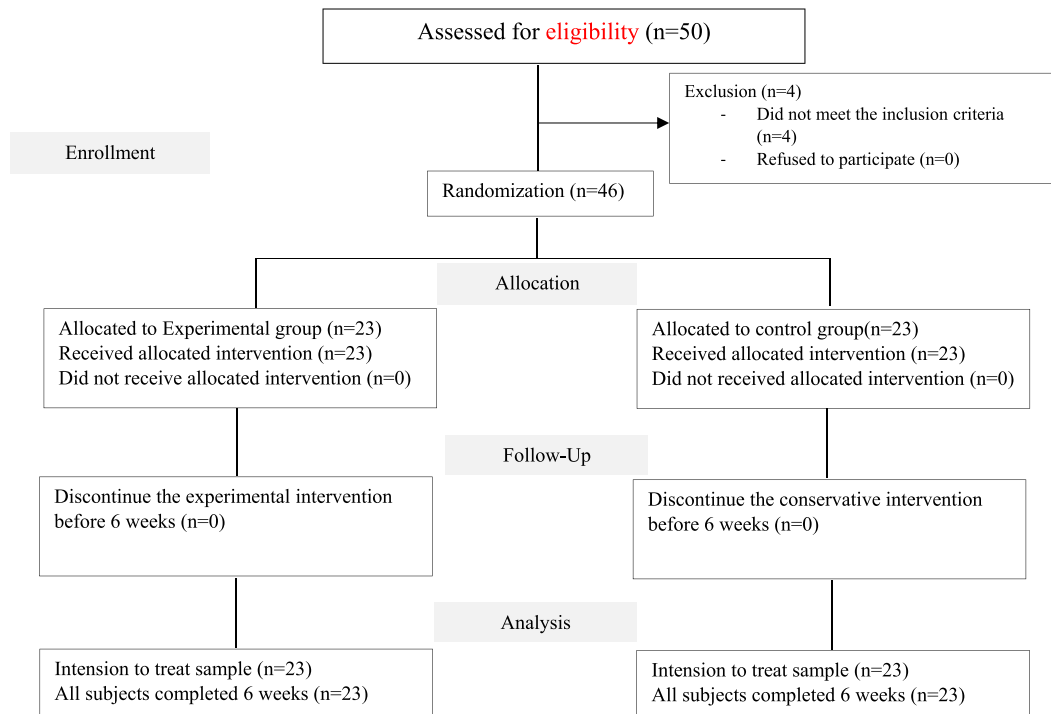 Assessed for eligibility (n=50)
Exclusion (n=4)
- Did not meet the inclusion criteria
(n=4)
- Refused to participate (n=0)
Enrollment
Randomization (n=46)
Allocation
Allocated to Experimental group (n=23)
Received allocated intervention (n=23)
Did not receive allocated intervention (n=0)
Allocated to control group(n=23)
Received allocated intervention (n=23)
Did not received allocated intervention (n=0)
Follow-Up
Discontinue the experimental intervention
before 6 weeks (n=0)
Discontinue the conservative intervention
before 6 weeks (n=0)
Analysis
Intension to treat sample (n=23)
All subjects completed 6 weeks (n=23)
Intension to treat sample (n=23)
All subjects completed 6 weeks (n=23)